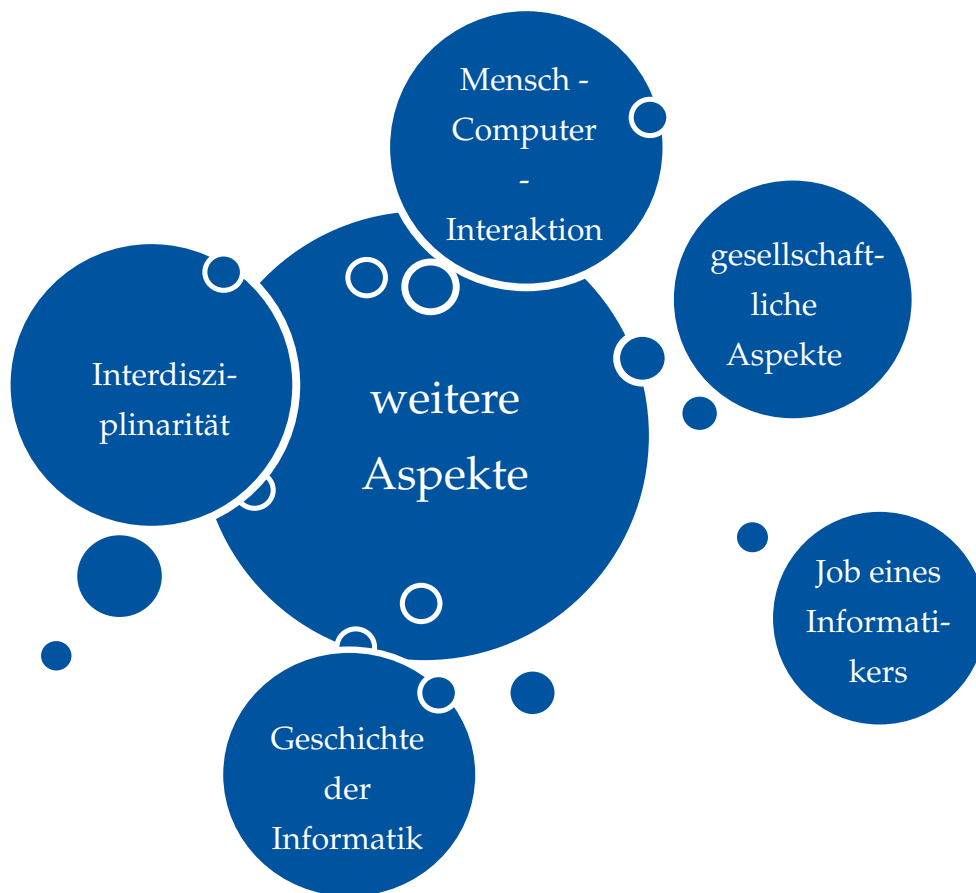 Mensch -
Computer
-
Interaktion
gesellschaft-
liche
Aspekte
Interdiszi-
plinarität
weitere
Aspekte
Job eines
Informati-
kers
Geschichte
der
Informatik